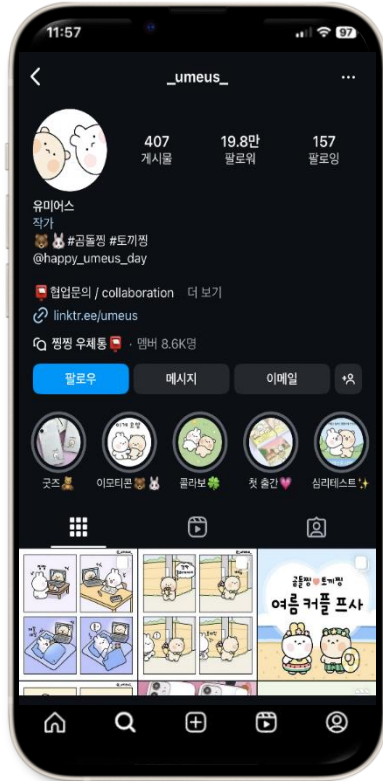 11:57
97
_umeus_
407
19.8만
157
게시물
팔로워
팔로잉
유미어스
작가
🐻🐰#곰돌찡 #토끼찡
@happy_umeus_day
📮협업문의 / collaboration 더 보기
linktr.ee/umeus
찡찡 우체통📮 · 멤버 8.6K명
팔로우
메시지
이메일
굿즈🧸
이모티콘🐻🐰
콜라보🍀
첫 출간💗
심리테스트✨
곰돌찡♥토끼찡
여름 커플 프사